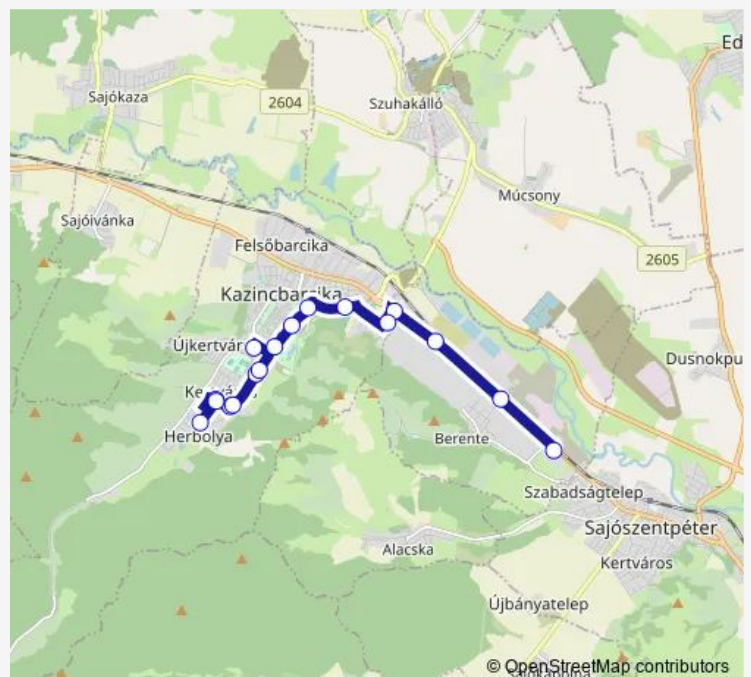 Ed
Sajókaza
2604
Szuhakálló
Múcsony
Sajóivánka
Felsőbarcika
2605
Kazincbarcika
Újkertvár
Dusnokpu
Herbolya
Berente
Szabadságtelep
Sajószentpéter
Alacska
Kertváros
Újbányatelep
© OpenStreetMap contributors